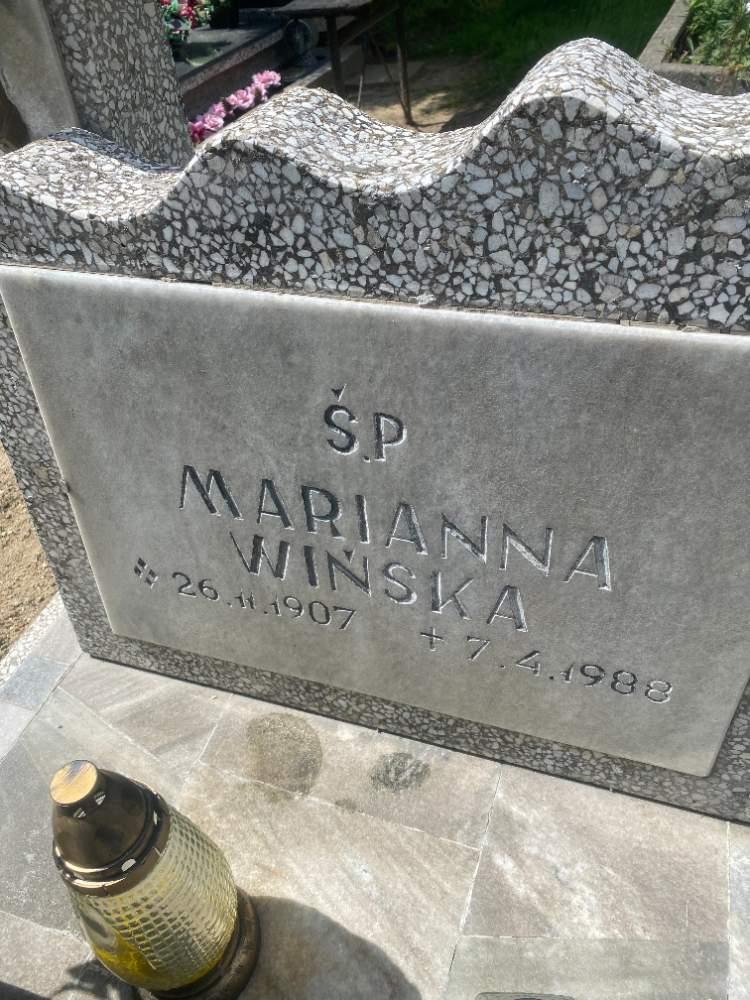 Ś.P
MARIANNA
WIŃSKA
26.11.1907 + 7.4.1988